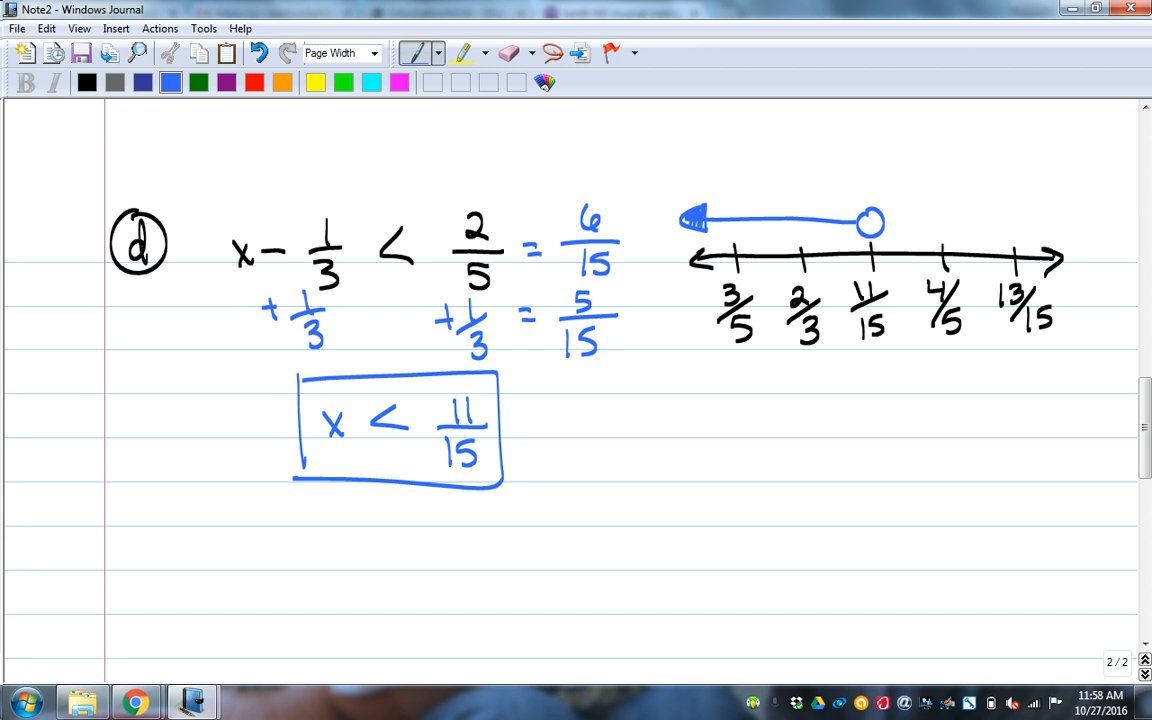 Note2 - Windows Journal
File Edit View Insert Actions Tools Help
Page Width
B I
d x - 1/3 < 2/5 = 6/15
+ 1/3 + 1/3 = 5/15
x < 11/15
3/5 2/3 11/15 4/5 13/15
2 / 2
11:58 AM
10/27/2016